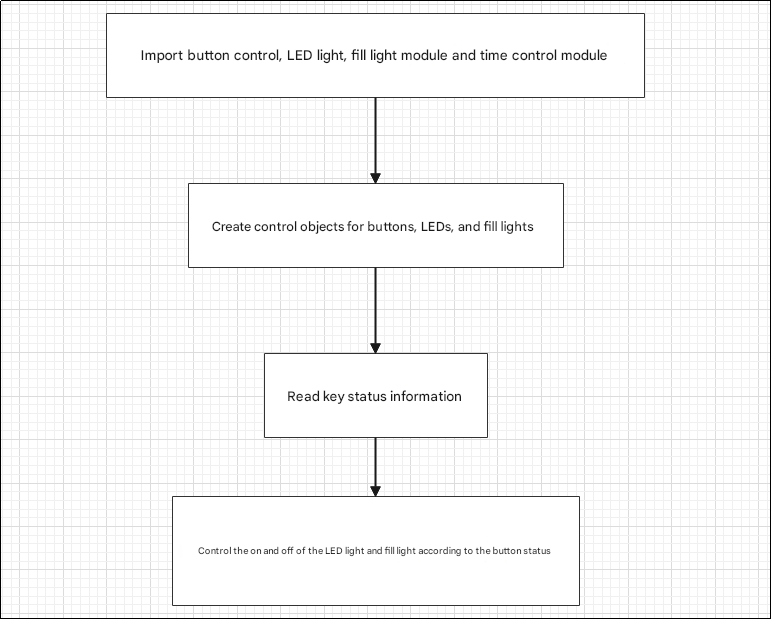 Import button control, LED light, fill light module and time control module
Create control objects for buttons, LEDs, and fill lights
Read key status information
Control the on and off of the LED light and fill light according to the button status